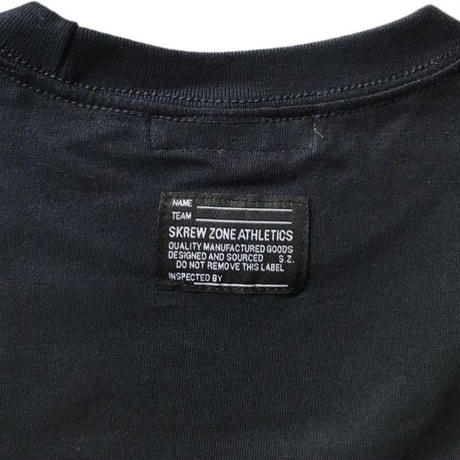 NAME
TEAM
SKREW ZONE ATHLETICS
QUALITY MANUFACTURED GOODS
DESIGNED AND SOURCED S.Z.
DO NOT REMOVE THIS LABEL
INSPECTED BY